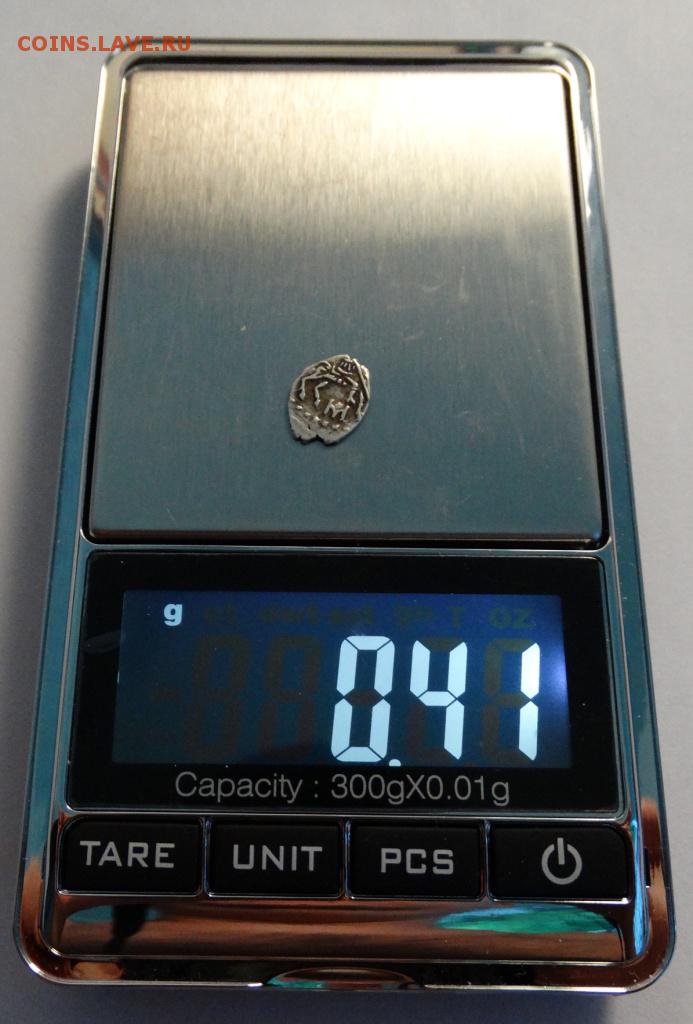 COINS.LAVE.RU
g
0.41
Capacity : 300gX0.01g
TARE UNIT PCS